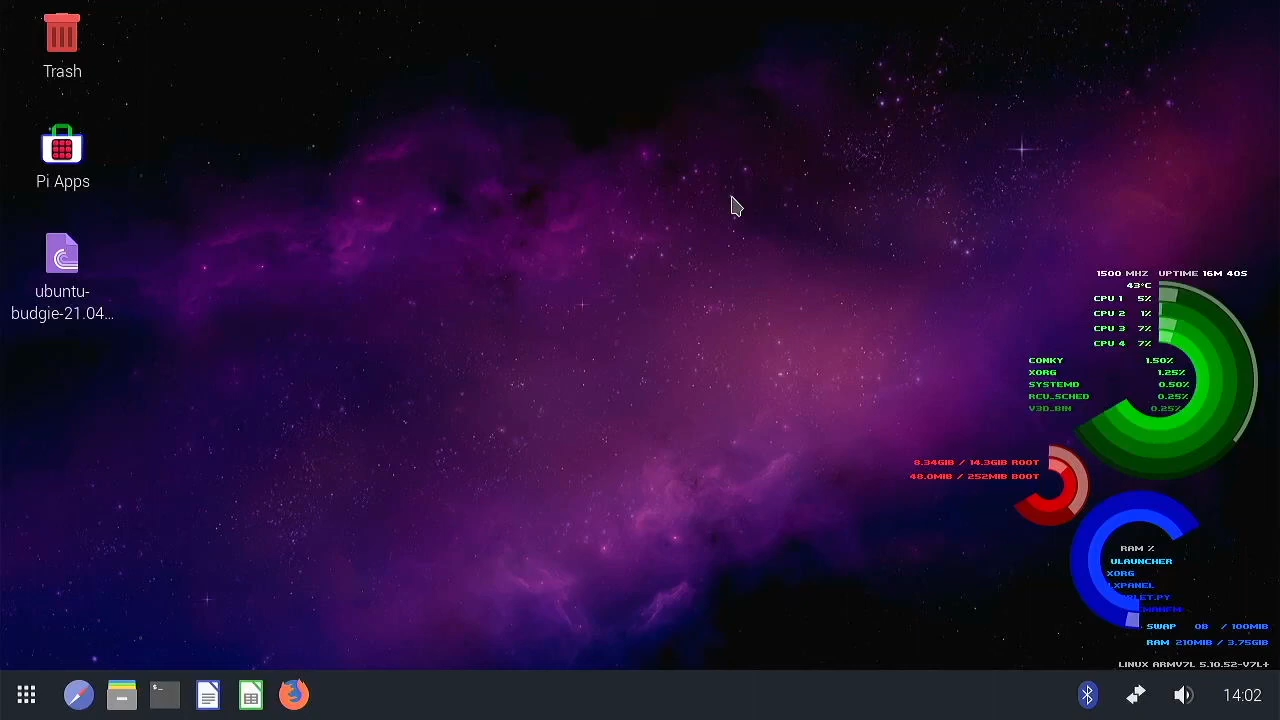 Trash
Pi Apps
ubuntu-
budgie-21.04...
1500 MHZ UPTIME 16M 40S
43°C
CPU 1 5%
CPU 2 1%
CPU 3 7%
CPU 4 7%
CONKY 1.50%
XORG 1.25%
SYSTEMD 0.50%
RCU_SCHED 0.25%
V3D_BIN 0.25%
8.34GIB / 14.3GIB ROOT
48.0MIB / 252MIB BOOT
RAM %
ULAUNCHER
XORG
LXPANEL
SWAP 0B / 100MIB
RAM 210MIB / 3.75GIB
LINUX ARMV7L 5.10.52-V7L+
14:02